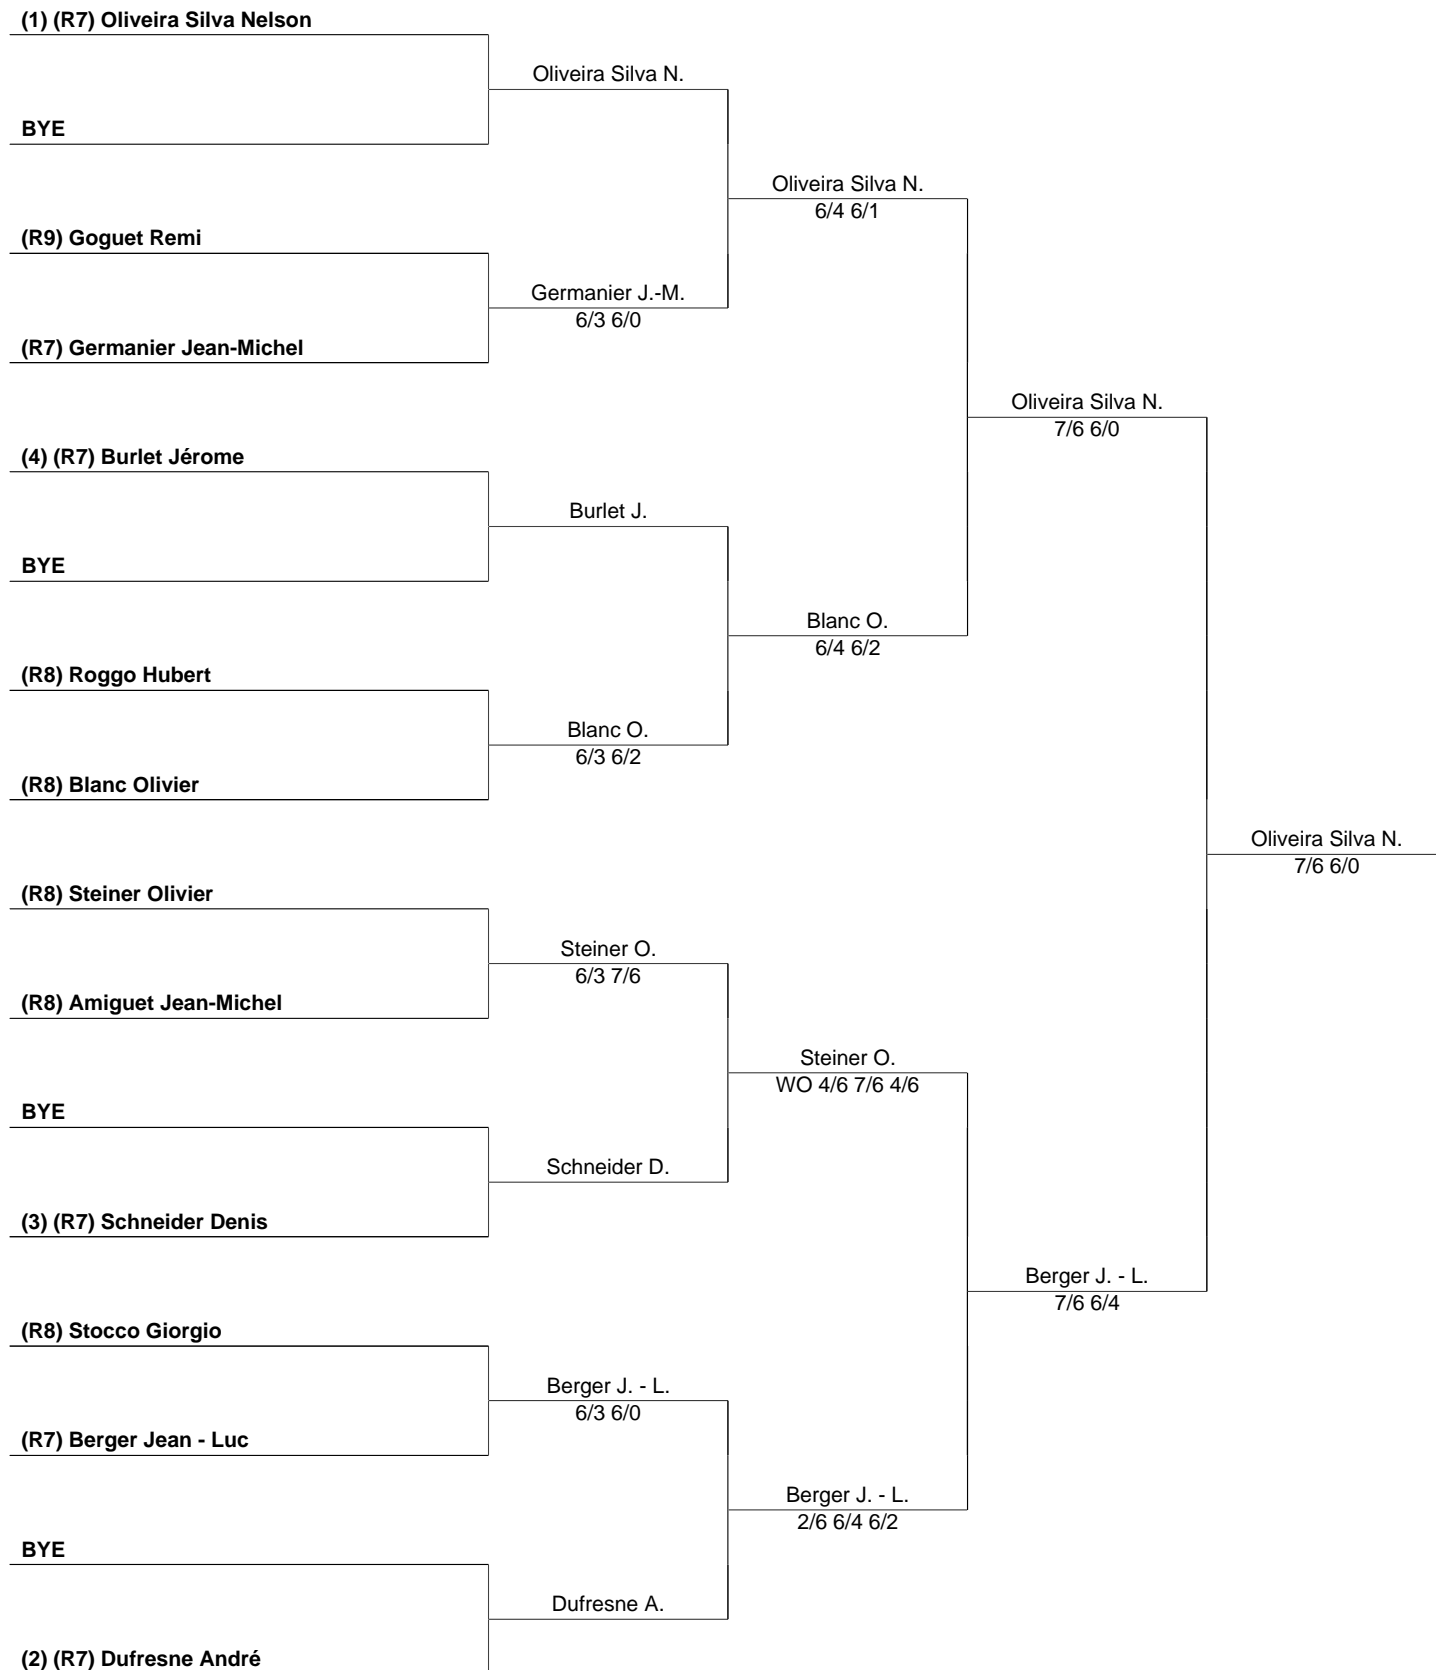 (1) (R7) Oliveira Silva Nelson
Oliveira Silva N.
BYE
Oliveira Silva N.
6/4 6/1
(R9) Goguet Remi
Germanier J.-M.
6/3 6/0
(R7) Germanier Jean-Michel
Oliveira Silva N.
7/6 6/0
(4) (R7) Burlet Jérome
Burlet J.
BYE
Blanc O.
6/4 6/2
(R8) Roggo Hubert
Blanc O.
6/3 6/2
(R8) Blanc Olivier
Oliveira Silva N.
7/6 6/0
(R8) Steiner Olivier
Steiner O.
6/3 7/6
(R8) Amiguet Jean-Michel
Steiner O.
WO 4/6 7/6 4/6
BYE
Schneider D.
(3) (R7) Schneider Denis
Berger J. - L.
7/6 6/4
(R8) Stocco Giorgio
Berger J. - L.
6/3 6/0
(R7) Berger Jean - Luc
Berger J. - L.
2/6 6/4 6/2
BYE
Dufresne A.
(2) (R7) Dufresne André